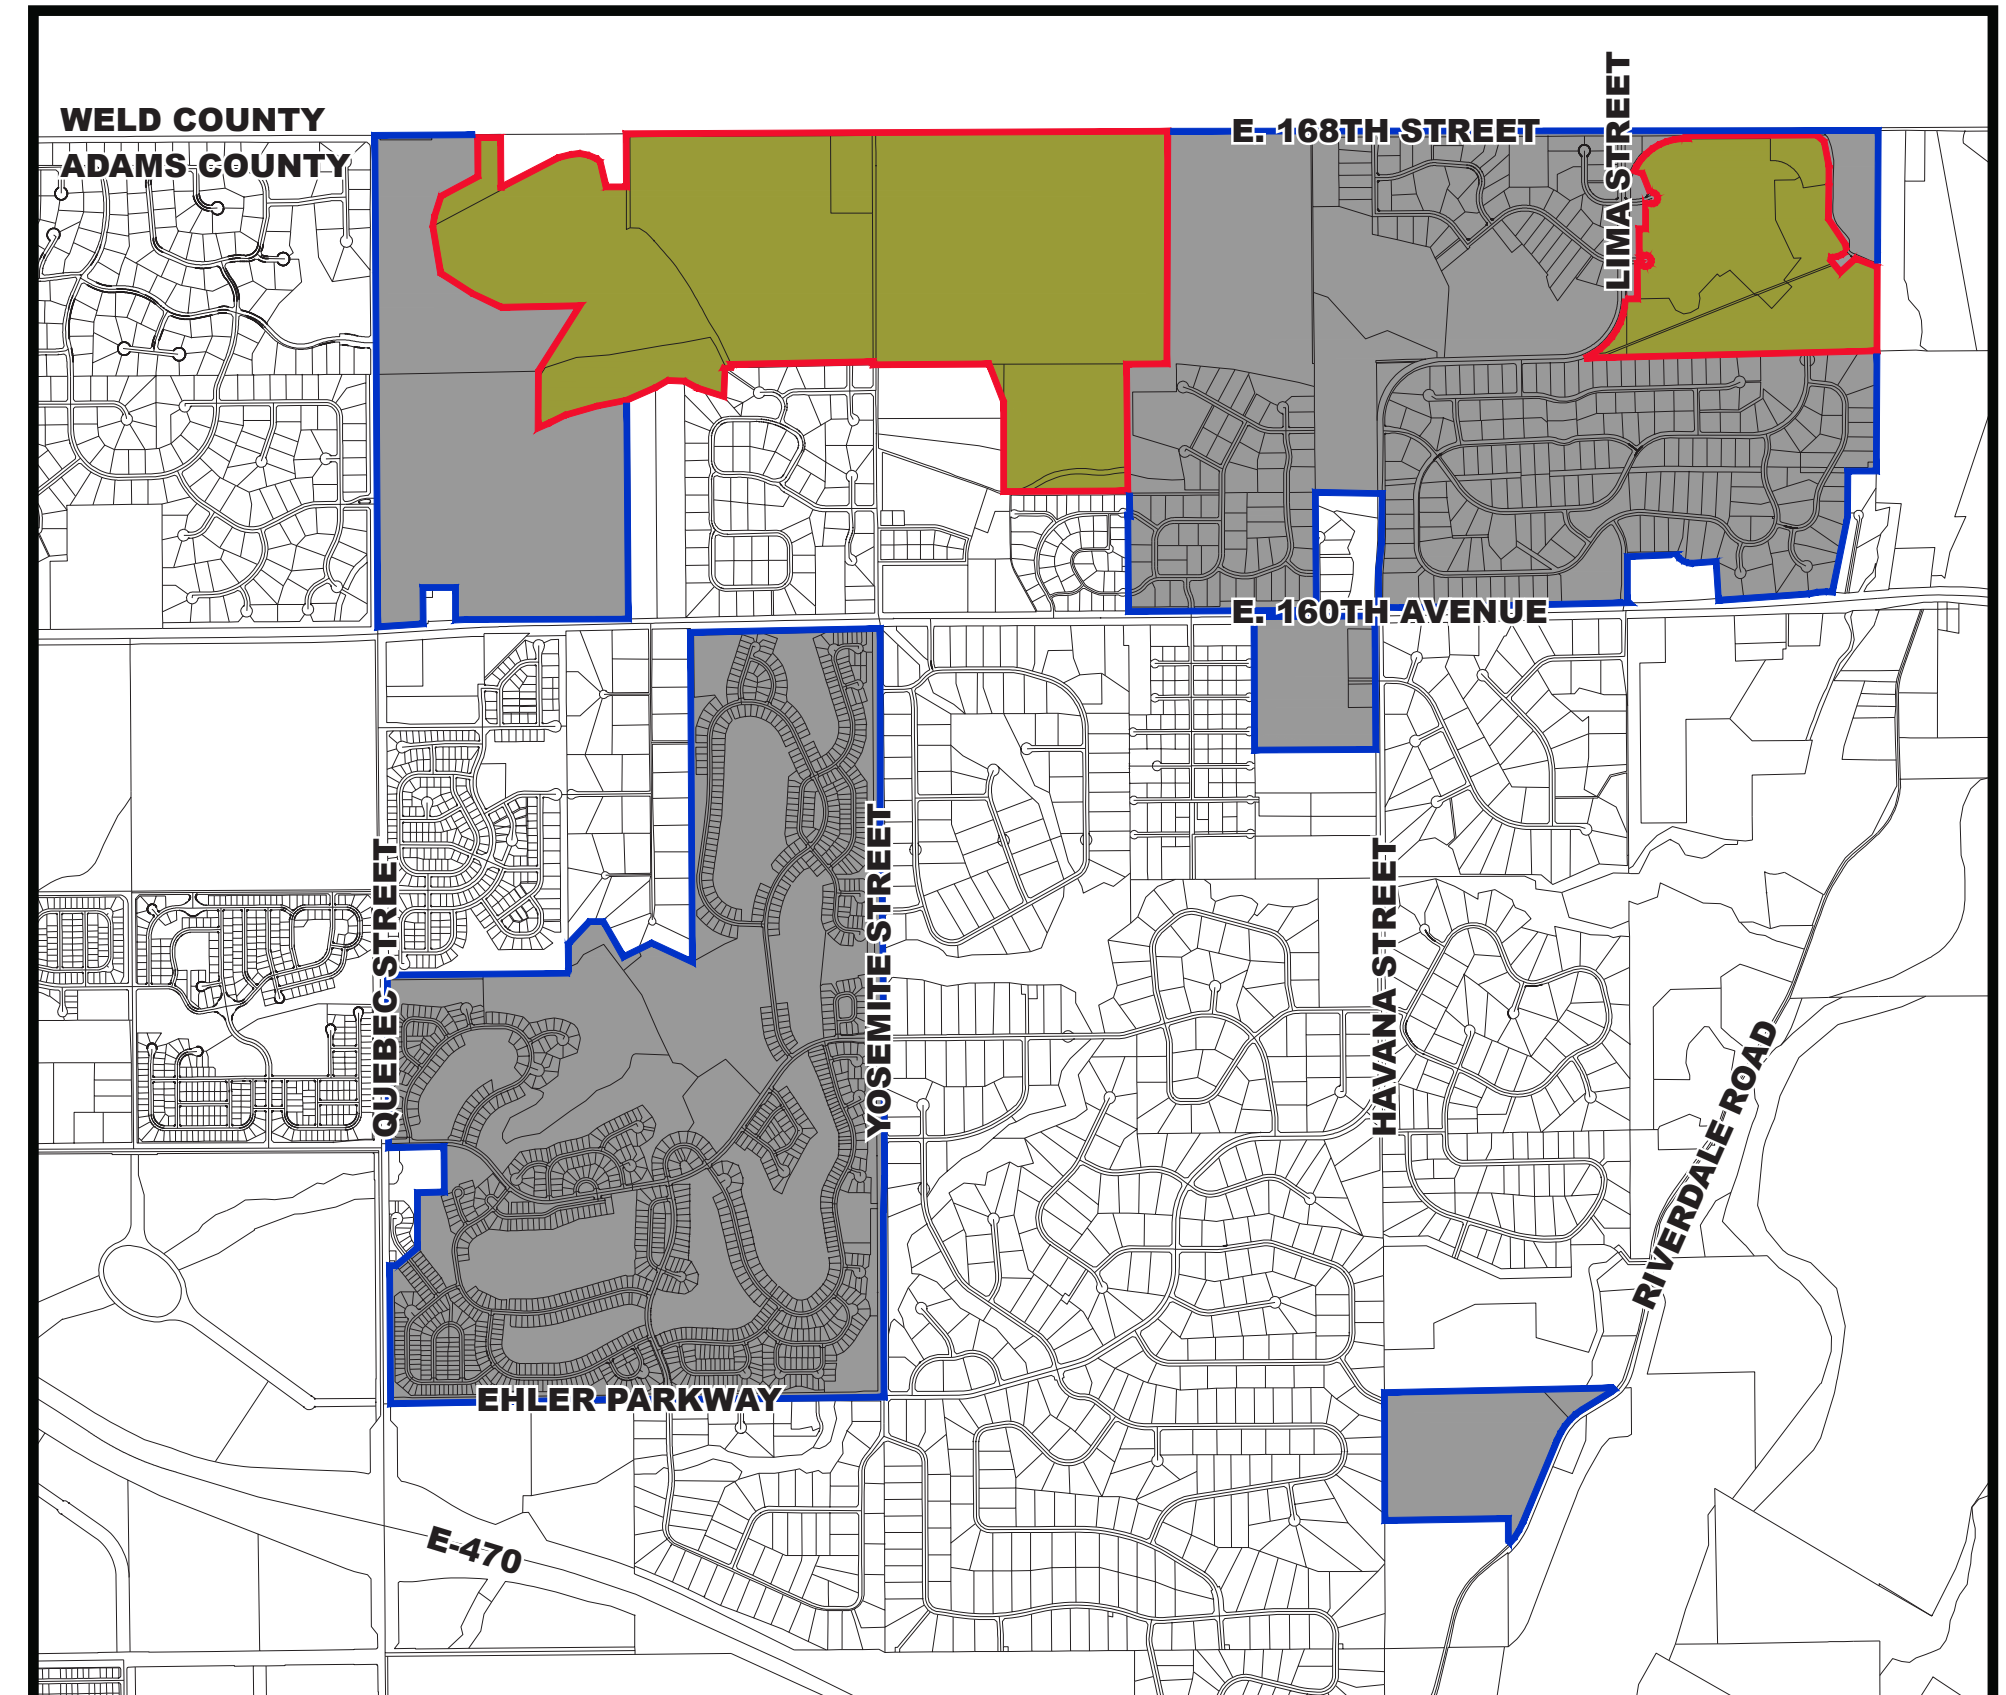 WELD COUNTY
ADAMS COUNTY
E. 168TH STREET
LIMA STREET
E. 160TH AVENUE
QUEBEC STREET
YOSEMITE STREET
HAVANA STREET
RIVERDALE ROAD
EHLER PARKWAY
E-470